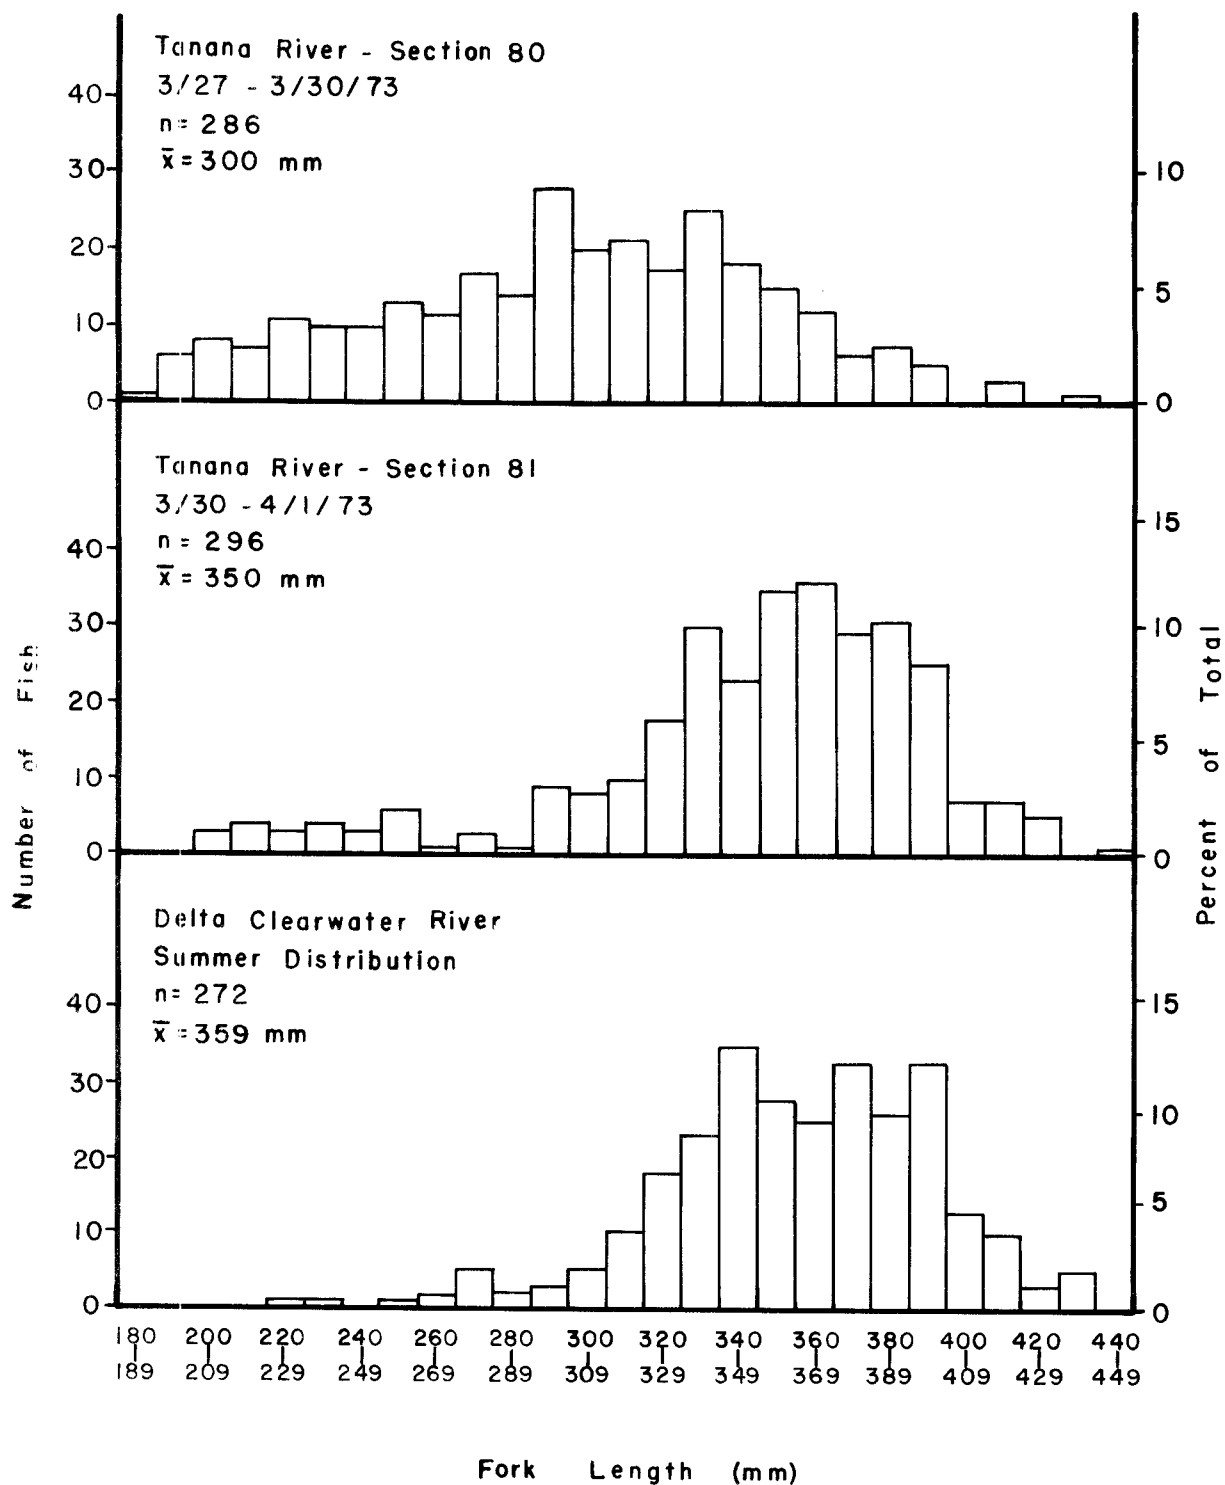 Tanana River - Section 80
3/27 - 3/30/73
n = 286
x̄ = 300 mm
40
30
20
10
0
10
5
0
Tanana River - Section 81
3/30 - 4/1/73
n = 296
x̄ = 350 mm
40
30
20
10
0
15
10
5
0
Number of Fish
Percent of Total
Delta Clearwater River
Summer Distribution
n = 272
x̄ = 359 mm
40
30
20
10
0
15
10
5
0
180 200 220 240 260 280 300 320 340 360 380 400 420 440
189 209 229 249 269 289 309 329 349 369 389 409 429 449
Fork Length (mm)